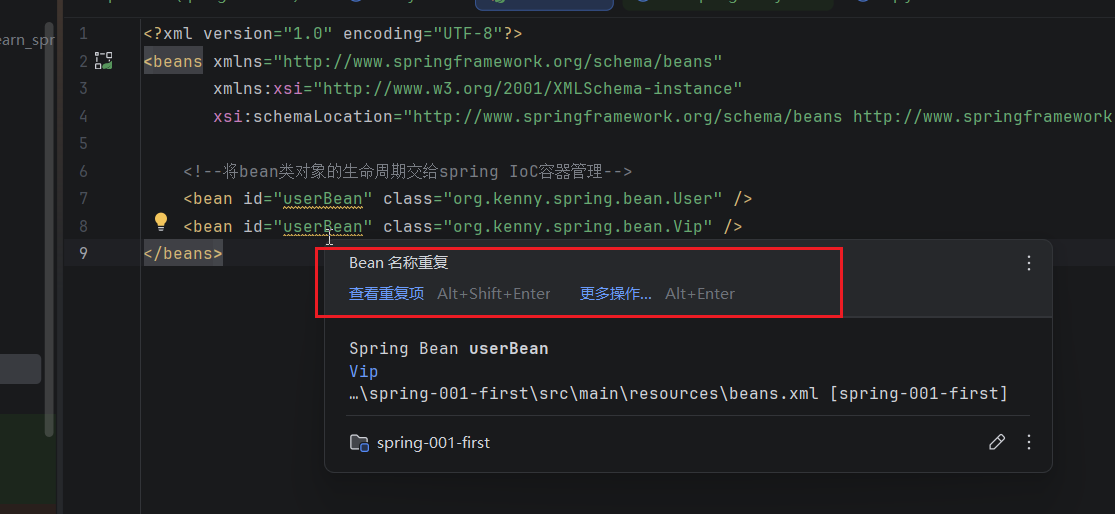 earn_spr
1 <?xml version="1.0" encoding="UTF-8"?>
2 <beans xmlns="http://www.springframework.org/schema/beans"
3 xmlns:xsi="http://www.w3.org/2001/XMLSchema-instance"
4 xsi:schemaLocation="http://www.springframework.org/schema/beans http://www.springframework
5
6 <!--将bean类对象的生命周期交给spring IoC容器管理-->
7 <bean id="userBean" class="org.kenny.spring.bean.User" />
8 <bean id="userBean" class="org.kenny.spring.bean.Vip" />
9 </beans>
Bean 名称重复
查看重复项 Alt+Shift+Enter 更多操作... Alt+Enter
Spring Bean userBean
Vip
…\spring-001-first\src\main\resources\beans.xml [spring-001-first]
spring-001-first